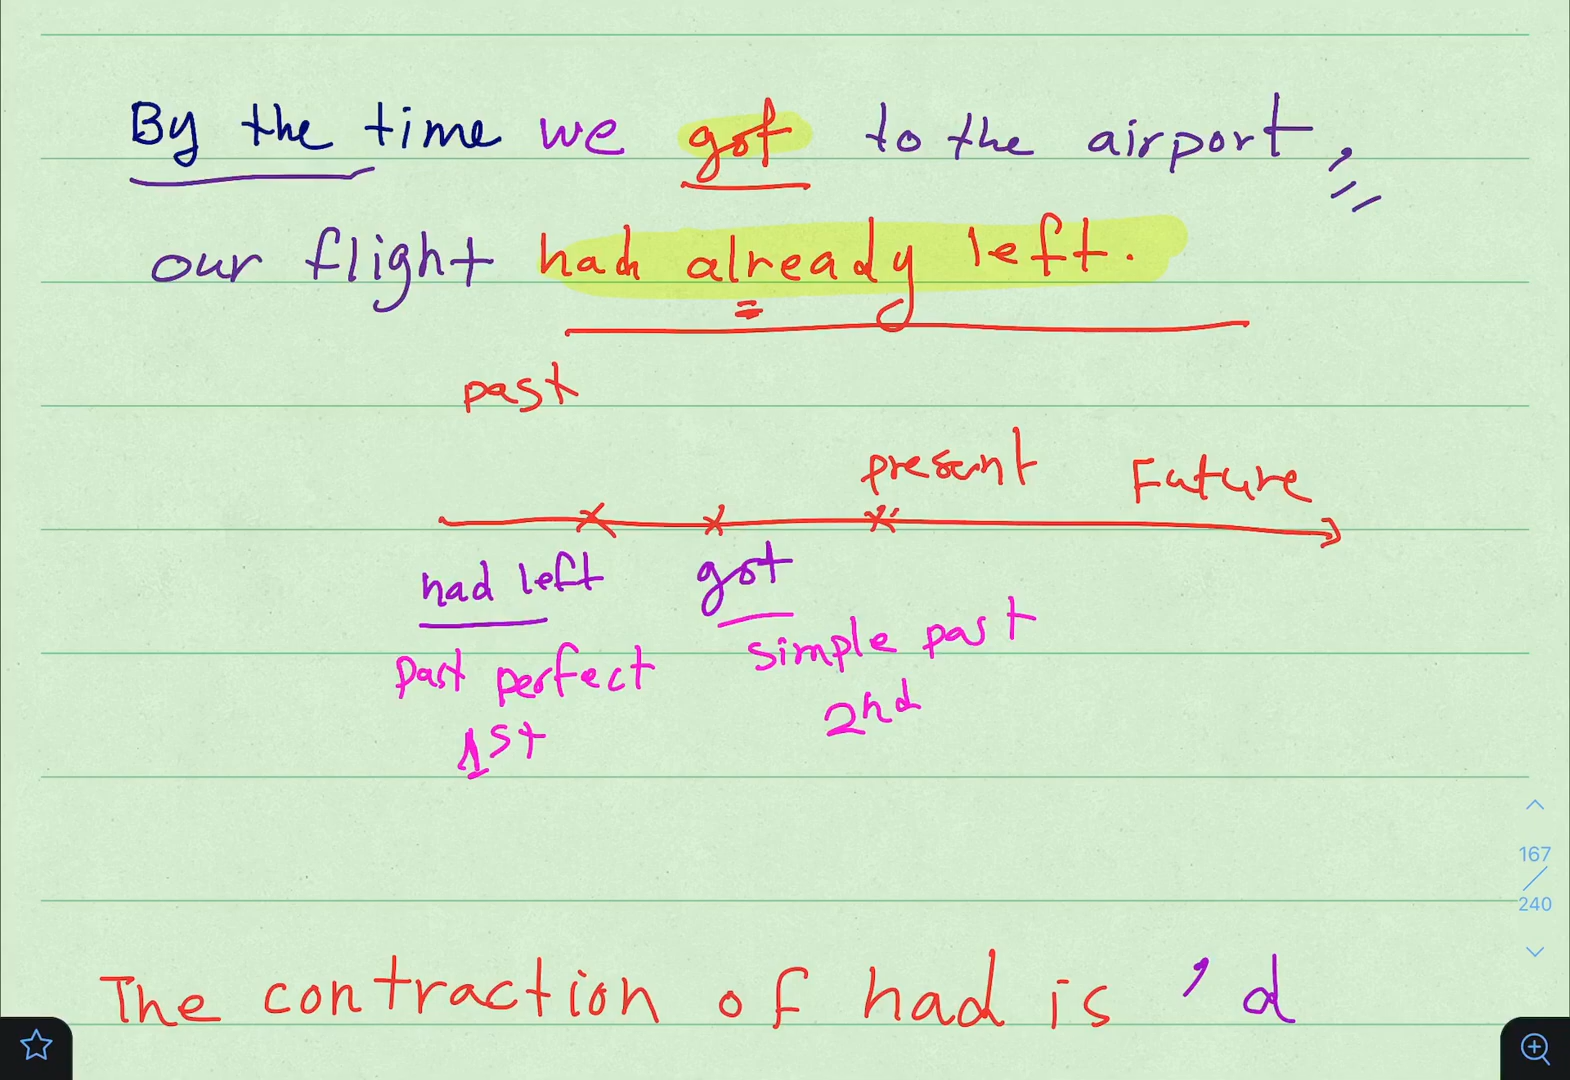 By the time we got to the airport,
our flight had already left.
past
present Future
had left got
Past perfect simple past
1st 2nd
The contraction of had is 'd
167
/
240